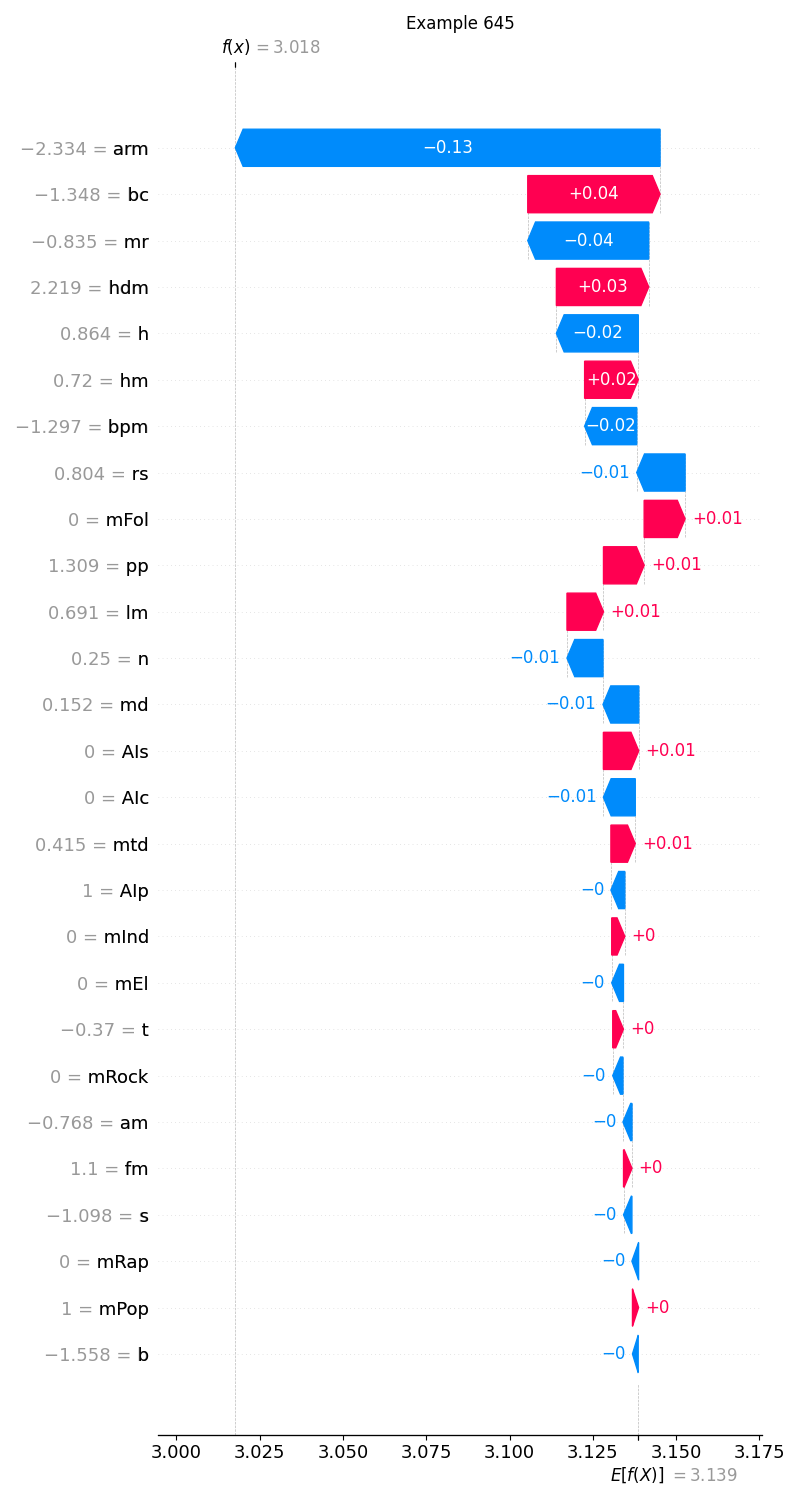 Example 645
f(x) = 3.018
−2.334 = arm −0.13
−1.348 = bc +0.04
−0.835 = mr −0.04
2.219 = hdm +0.03
0.864 = h −0.02
0.72 = hm +0.02
−1.297 = bpm −0.02
0.804 = rs −0.01
0 = mFol +0.01
1.309 = pp +0.01
0.691 = lm +0.01
0.25 = n −0.01
0.152 = md −0.01
0 = AIs +0.01
0 = AIc −0.01
0.415 = mtd +0.01
1 = AIp −0
0 = mInd +0
0 = mEl −0
−0.37 = t +0
0 = mRock −0
−0.768 = am −0
1.1 = fm +0
−1.098 = s −0
0 = mRap −0
1 = mPop +0
−1.558 = b −0
3.000 3.025 3.050 3.075 3.100 3.125 3.150 3.175
E[f(X)] = 3.139